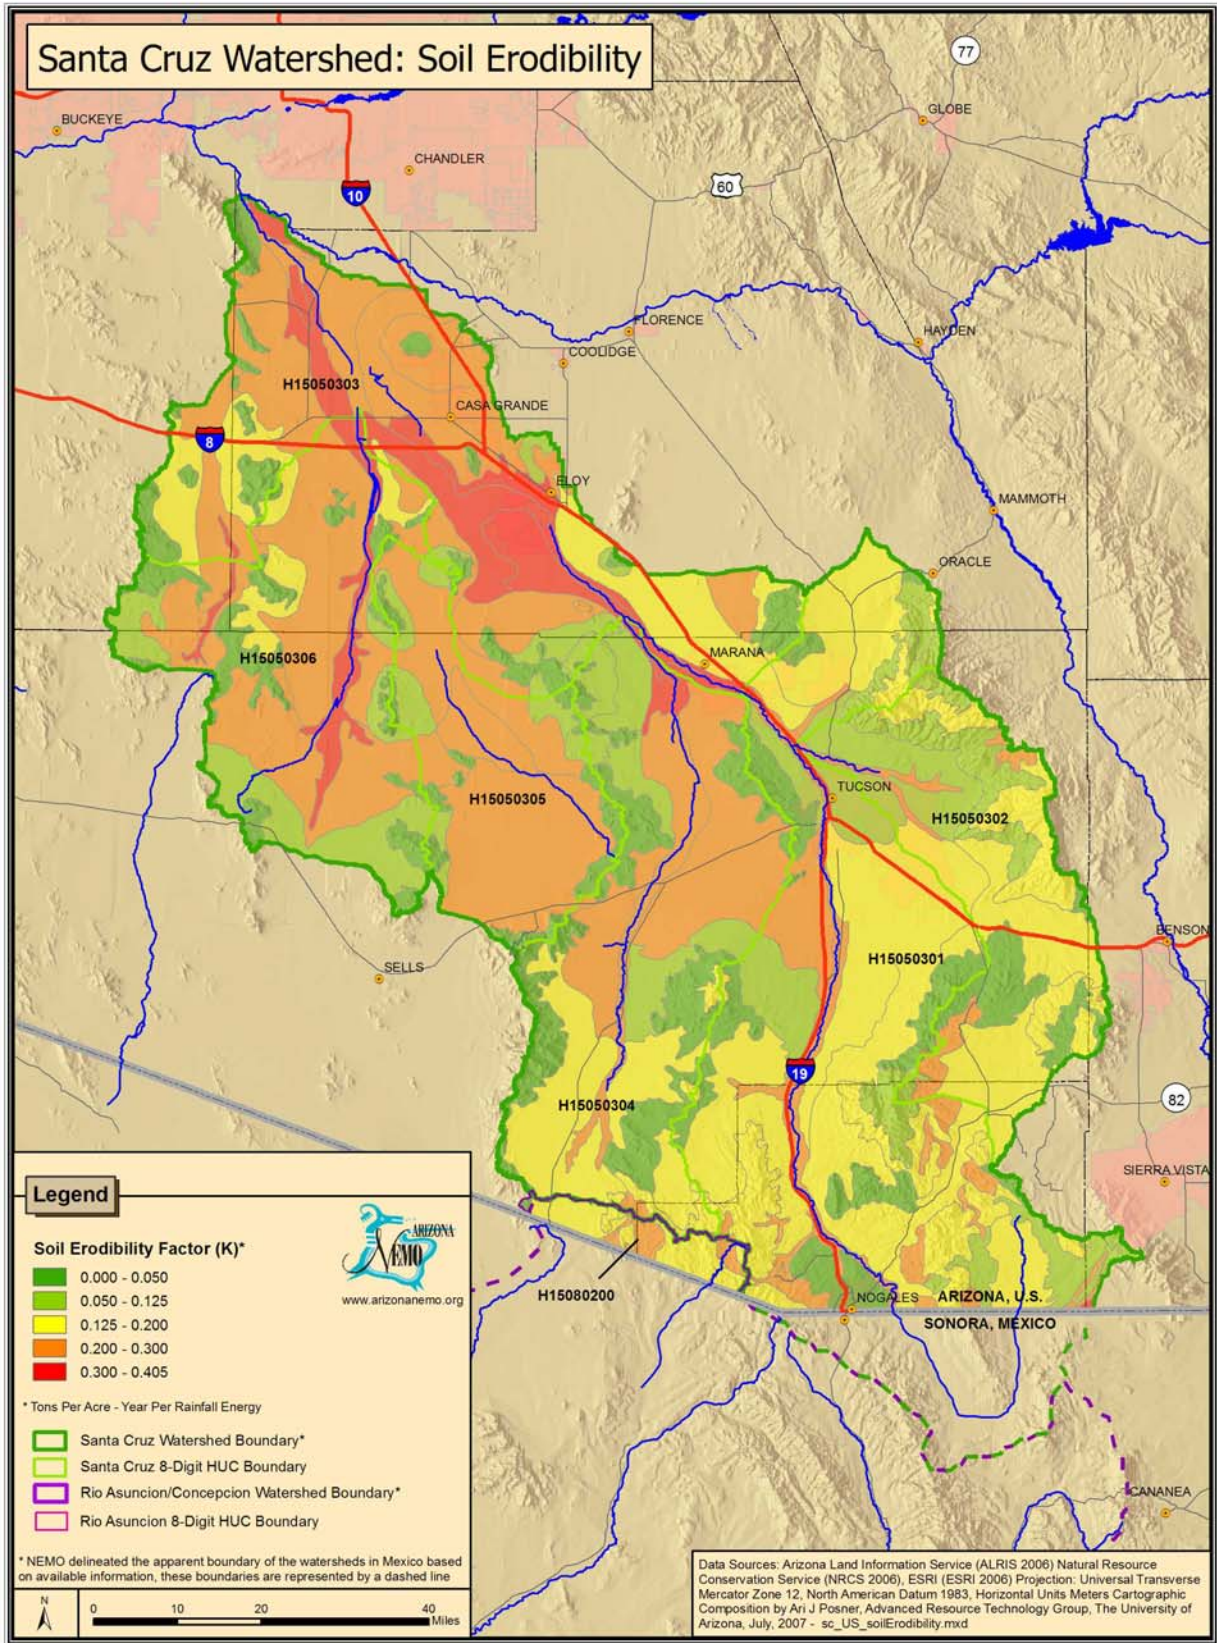 Santa Cruz Watershed: Soil Erodibility
77
BUCKEYE
GLOBE
CHANDLER
60
10
FLORENCE
HAYDEN
COOLIDGE
H15050303
CASA GRANDE
8
ELOY
MAMMOTH
ORACLE
H15050306
MARANA
H15050305
TUCSON
H15050302
BENSON
H15050301
SELLS
19
82
H15050304
SIERRA VISTA
H15080200
NOGALES
ARIZONA, U.S.
SONORA, MEXICO
CANANEA
Legend
ARIZONA
NEMO
www.arizonanemo.org
Soil Erodibility Factor (K)*
0.000 - 0.050
0.050 - 0.125
0.125 - 0.200
0.200 - 0.300
0.300 - 0.405
* Tons Per Acre - Year Per Rainfall Energy
Santa Cruz Watershed Boundary*
Santa Cruz 8-Digit HUC Boundary
Rio Asuncion/Concepcion Watershed Boundary*
Rio Asuncion 8-Digit HUC Boundary
* NEMO delineated the apparent boundary of the watersheds in Mexico based
on available information, these boundaries are represented by a dashed line
N
0 10 20 40
Miles
Data Sources: Arizona Land Information Service (ALRIS 2006) Natural Resource
Conservation Service (NRCS 2006), ESRI (ESRI 2006) Projection: Universal Transverse
Mercator Zone 12, North American Datum 1983, Horizontal Units Meters Cartographic
Composition by Ari J Posner, Advanced Resource Technology Group, The University of
Arizona, July, 2007 - sc_US_soilErodibility.mxd